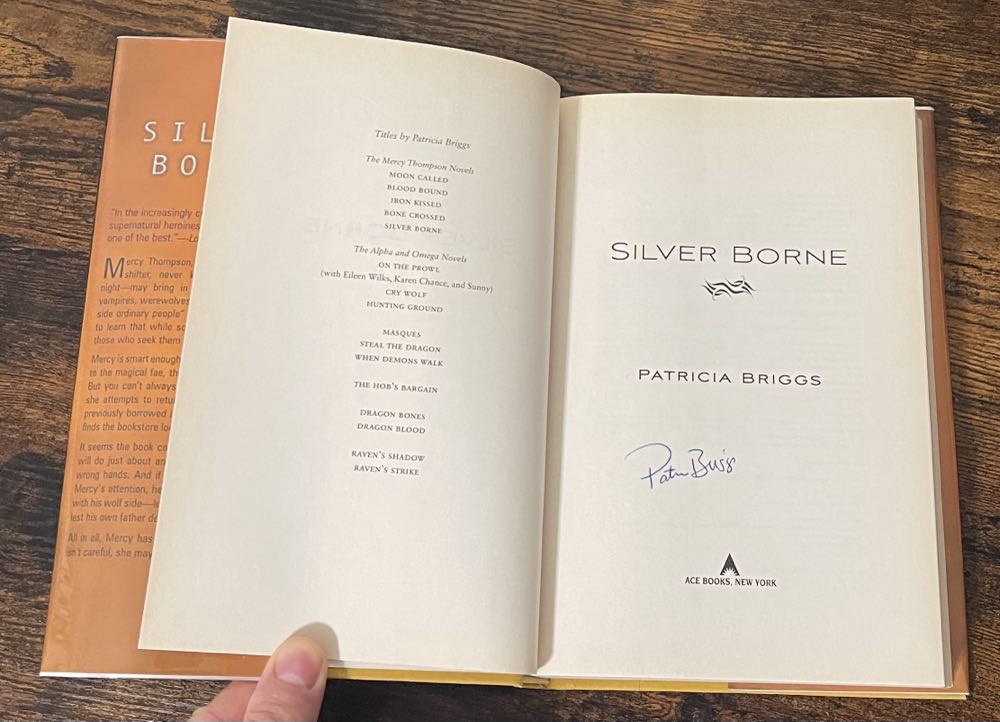 SIL
BO
"In the increasingly c
supernatural heroines
one of the best."—Lo
Mercy Thompson,
shifter, never
night—may bring in
vampires, werewolves
side ordinary people"
to learn that while so
those who seek them
Mercy is smart enough
to the magical fae, th
But you can't always
she attempts to retu
previously borrowed
finds the bookstore lo
It seems the book co
will do just about an
wrong hands. And if
Mercy's attention, he
with his wolf side—le
lest his own father de
All in all, Mercy has
isn't careful, she may
Titles by Patricia Briggs
The Mercy Thompson Novels
MOON CALLED
BLOOD BOUND
IRON KISSED
BONE CROSSED
SILVER BORNE
The Alpha and Omega Novels
ON THE PROWL
(with Eileen Wilks, Karen Chance, and Sunny)
CRY WOLF
HUNTING GROUND
MASQUES
STEAL THE DRAGON
WHEN DEMONS WALK
THE HOB'S BARGAIN
DRAGON BONES
DRAGON BLOOD
RAVEN'S SHADOW
RAVEN'S STRIKE
SILVER BORNE
PATRICIA BRIGGS
ACE BOOKS, NEW YORK